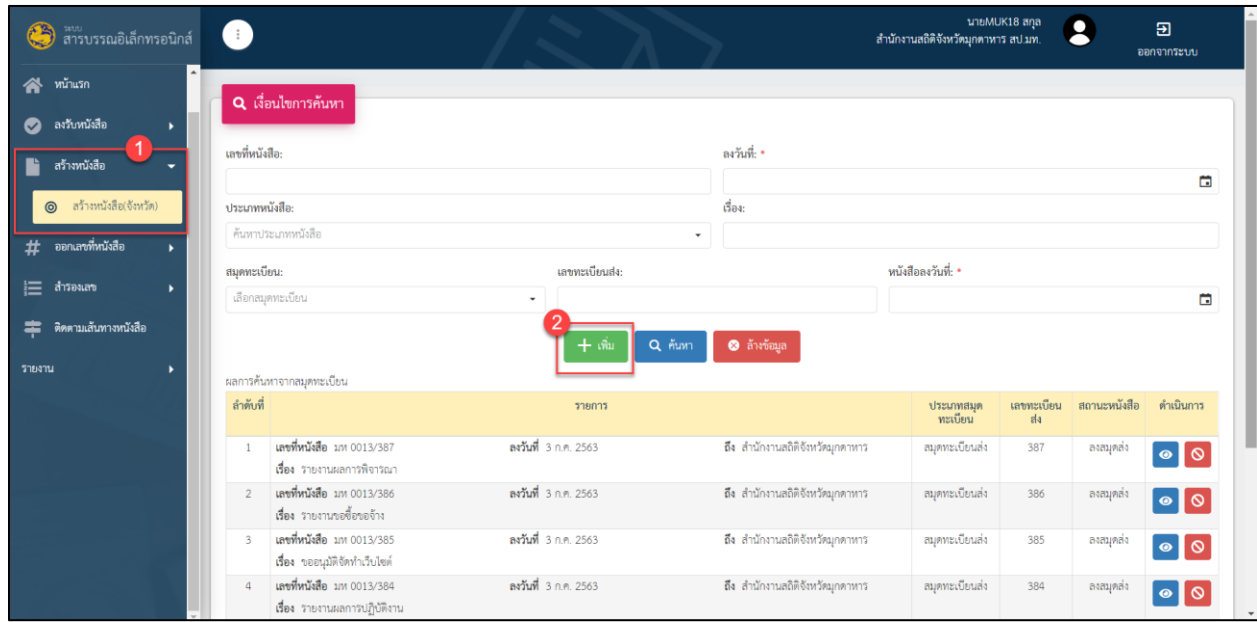 ระบบ
สารบรรณอิเล็กทรอนิกส์
นายMUK18 สกุล
สำนักงานสถิติจังหวัดมุกดาหาร สป.มท.
ออกจากระบบ
หน้าแรก
ลงรับหนังสือ
1
สร้างหนังสือ
สร้างหนังสือ(จังหวัด)
# ออกเลขที่หนังสือ
สำรองเลข
ติดตามเส้นทางหนังสือ
รายงาน
เงื่อนไขการค้นหา
เลขที่หนังสือ: ลงวันที่: *
ประเภทหนังสือ: เรื่อง:
ค้นหาประเภทหนังสือ
สมุดทะเบียน: เลขทะเบียนส่ง: หนังสือลงวันที่: *
เลือกสมุดทะเบียน
2
เพิ่ม ค้นหา ล้างข้อมูล
ผลการค้นหาจากสมุดทะเบียน
ลำดับที่ รายการ ประเภทสมุด เลขทะเบียน สถานะหนังสือ ดำเนินการ
ทะเบียน ส่ง
1 เลขที่หนังสือ มท 0013/387 ลงวันที่ 3 ก.ค. 2563 ถึง สำนักงานสถิติจังหวัดมุกดาหาร สมุดทะเบียนส่ง 387 ลงสมุดส่ง
เรื่อง รายงานผลการพิจารณา
2 เลขที่หนังสือ มท 0013/386 ลงวันที่ 3 ก.ค. 2563 ถึง สำนักงานสถิติจังหวัดมุกดาหาร สมุดทะเบียนส่ง 386 ลงสมุดส่ง
เรื่อง รายงานขอซื้อขอจ้าง
3 เลขที่หนังสือ มท 0013/385 ลงวันที่ 3 ก.ค. 2563 ถึง สำนักงานสถิติจังหวัดมุกดาหาร สมุดทะเบียนส่ง 385 ลงสมุดส่ง
เรื่อง ขออนุมัติจัดทำเว็บไซต์
4 เลขที่หนังสือ มท 0013/384 ลงวันที่ 3 ก.ค. 2563 ถึง สำนักงานสถิติจังหวัดมุกดาหาร สมุดทะเบียนส่ง 384 ลงสมุดส่ง
เรื่อง รายงานผลการปฏิบัติงาน